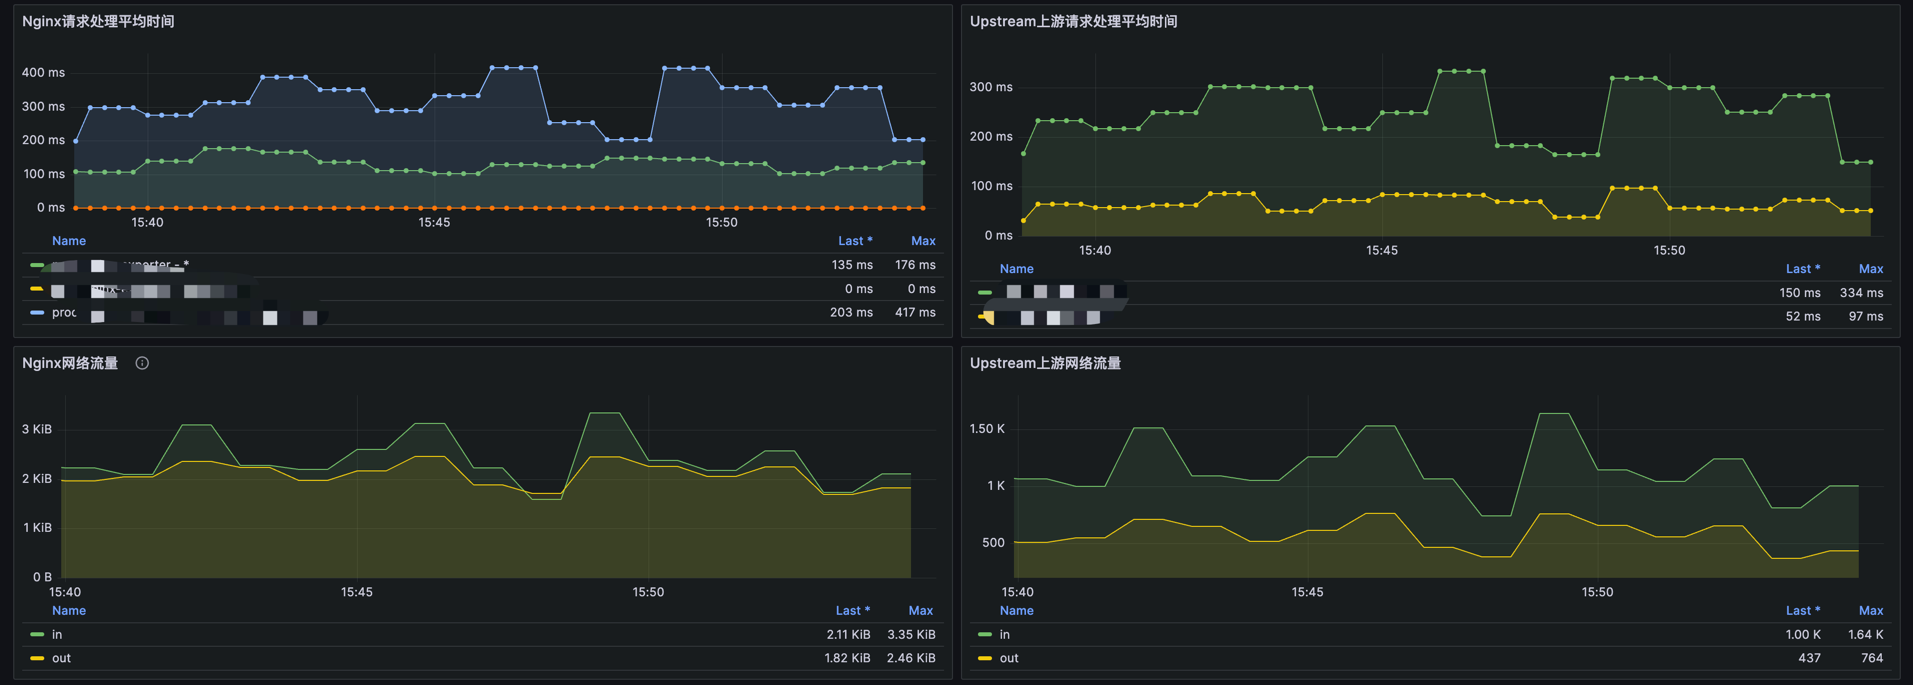 Nginx请求处理平均时间
400 ms
300 ms
200 ms
100 ms
0 ms
15:40 15:45 15:50
Name Last * Max
- * 135 ms 176 ms
0 ms 0 ms
203 ms 417 ms
Upstream上游请求处理平均时间
300 ms
200 ms
100 ms
0 ms
15:40 15:45 15:50
Name Last * Max
150 ms 334 ms
52 ms 97 ms
Nginx网络流量
3 KiB
2 KiB
1 KiB
0 B
15:40 15:45 15:50
Name Last * Max
in 2.11 KiB 3.35 KiB
out 1.82 KiB 2.46 KiB
Upstream上游网络流量
1.50 K
1 K
500
15:40 15:45 15:50
Name Last * Max
in 1.00 K 1.64 K
out 437 764